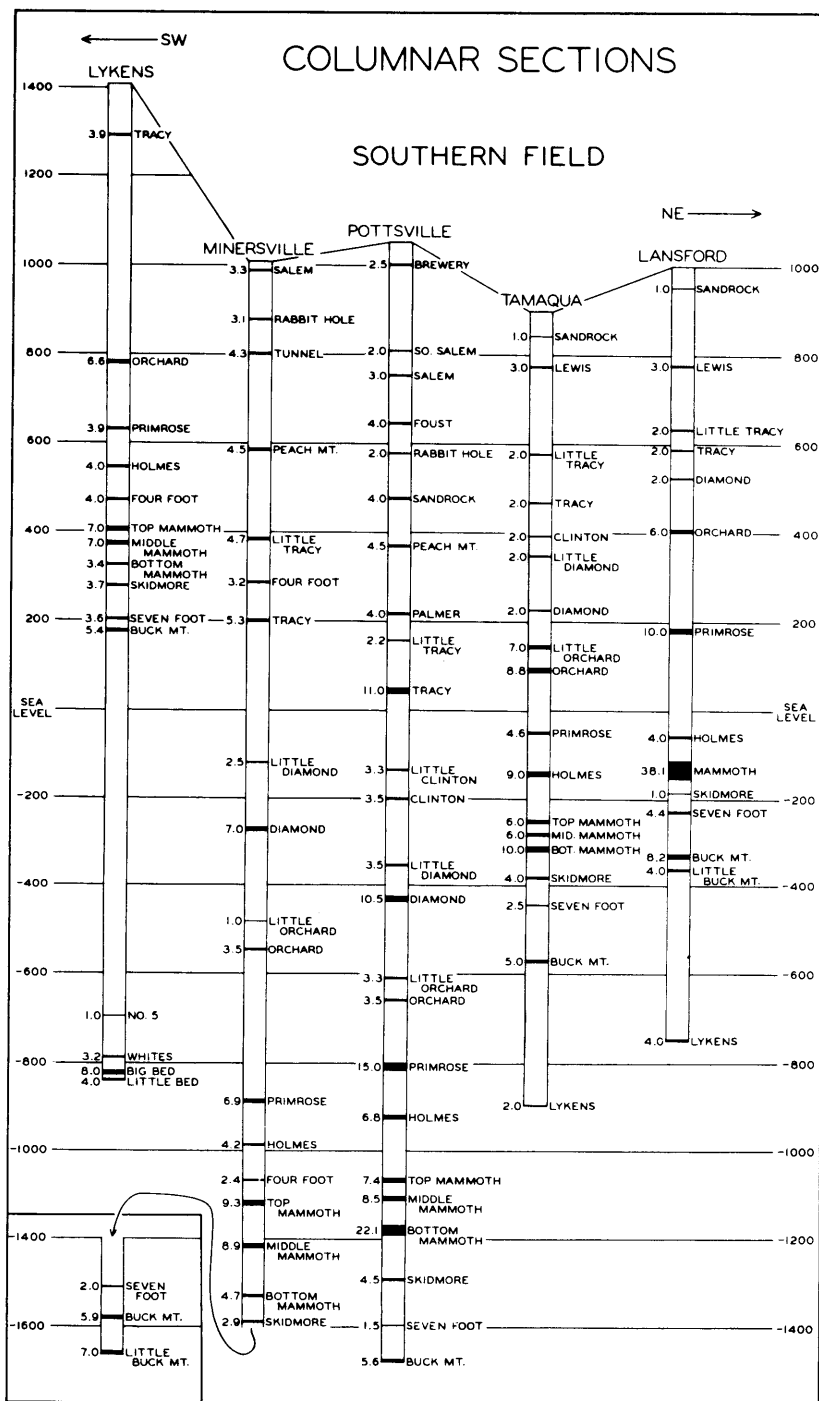 SW
COLUMNAR SECTIONS
SOUTHERN FIELD
NE
1400
1200
1000
800
600
400
200
SEA
LEVEL
-200
-400
-600
-800
-1000
-1400
-1600
LYKENS
3.9 TRACY
6.6 ORCHARD
3.9 PRIMROSE
4.0 HOLMES
4.0 FOUR FOOT
7.0 TOP MAMMOTH
7.0 MIDDLE
MAMMOTH
3.4 BOTTOM
MAMMOTH
3.7 SKIDMORE
3.6 SEVEN FOOT
5.4 BUCK MT.
1.0 NO. 5
3.2 WHITES
8.0 BIG BED
4.0 LITTLE BED
MINERSVILLE
3.3 SALEM
3.1 RABBIT HOLE
4.3 TUNNEL
4.5 PEACH MT.
4.7 LITTLE
TRACY
3.2 FOUR FOOT
5.3 TRACY
2.5 LITTLE
DIAMOND
7.0 DIAMOND
1.0 LITTLE
ORCHARD
3.5 ORCHARD
6.9 PRIMROSE
4.2 HOLMES
2.4 FOUR FOOT
9.3 TOP
MAMMOTH
8.9 MIDDLE
MAMMOTH
4.7 BOTTOM
MAMMOTH
2.9 SKIDMORE
2.0 SEVEN
FOOT
5.9 BUCK MT.
7.0 LITTLE
BUCK MT.
POTTSVILLE
2.5 BREWERY
2.0 SO. SALEM
3.0 SALEM
4.0 FOUST
2.0 RABBIT HOLE
4.0 SANDROCK
4.5 PEACH MT.
4.0 PALMER
2.2 LITTLE
TRACY
11.0 TRACY
3.3 LITTLE
CLINTON
3.5 CLINTON
3.5 LITTLE
DIAMOND
10.5 DIAMOND
3.3 LITTLE
ORCHARD
3.5 ORCHARD
15.0 PRIMROSE
6.8 HOLMES
7.4 TOP MAMMOTH
8.5 MIDDLE
MAMMOTH
22.1 BOTTOM
MAMMOTH
4.5 SKIDMORE
1.5 SEVEN FOOT
5.6 BUCK MT.
TAMAQUA
1.0 SANDROCK
3.0 LEWIS
2.0 LITTLE
TRACY
2.0 TRACY
2.0 CLINTON
2.0 LITTLE
DIAMOND
2.0 DIAMOND
7.0 LITTLE
ORCHARD
8.8 ORCHARD
4.6 PRIMROSE
9.0 HOLMES
6.0 TOP MAMMOTH
6.0 MID. MAMMOTH
10.0 BOT. MAMMOTH
4.0 SKIDMORE
2.5 SEVEN FOOT
5.0 BUCK MT.
2.0 LYKENS
LANSFORD
1.0 SANDROCK
3.0 LEWIS
2.0 LITTLE TRACY
2.0 TRACY
2.0 DIAMOND
6.0 ORCHARD
10.0 PRIMROSE
4.0 HOLMES
38.1 MAMMOTH
1.0 SKIDMORE
4.4 SEVEN FOOT
8.2 BUCK MT.
4.0 LITTLE
BUCK MT.
4.0 LYKENS
1000
800
600
400
200
SEA
LEVEL
-200
-400
-600
-800
-1000
-1200
-1400